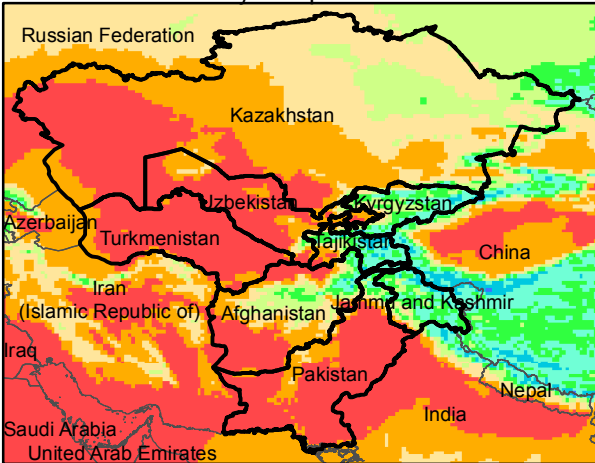 Russian Federation
Kazakhstan
Uzbekistan
Kyrgyzstan
Azerbaijan
Turkmenistan
Tajikistan
China
Iran
(Islamic Republic of)
Afghanistan
Jammu and Kashmir
Iraq
Pakistan
Nepal
India
Saudi Arabia
United Arab Emirates